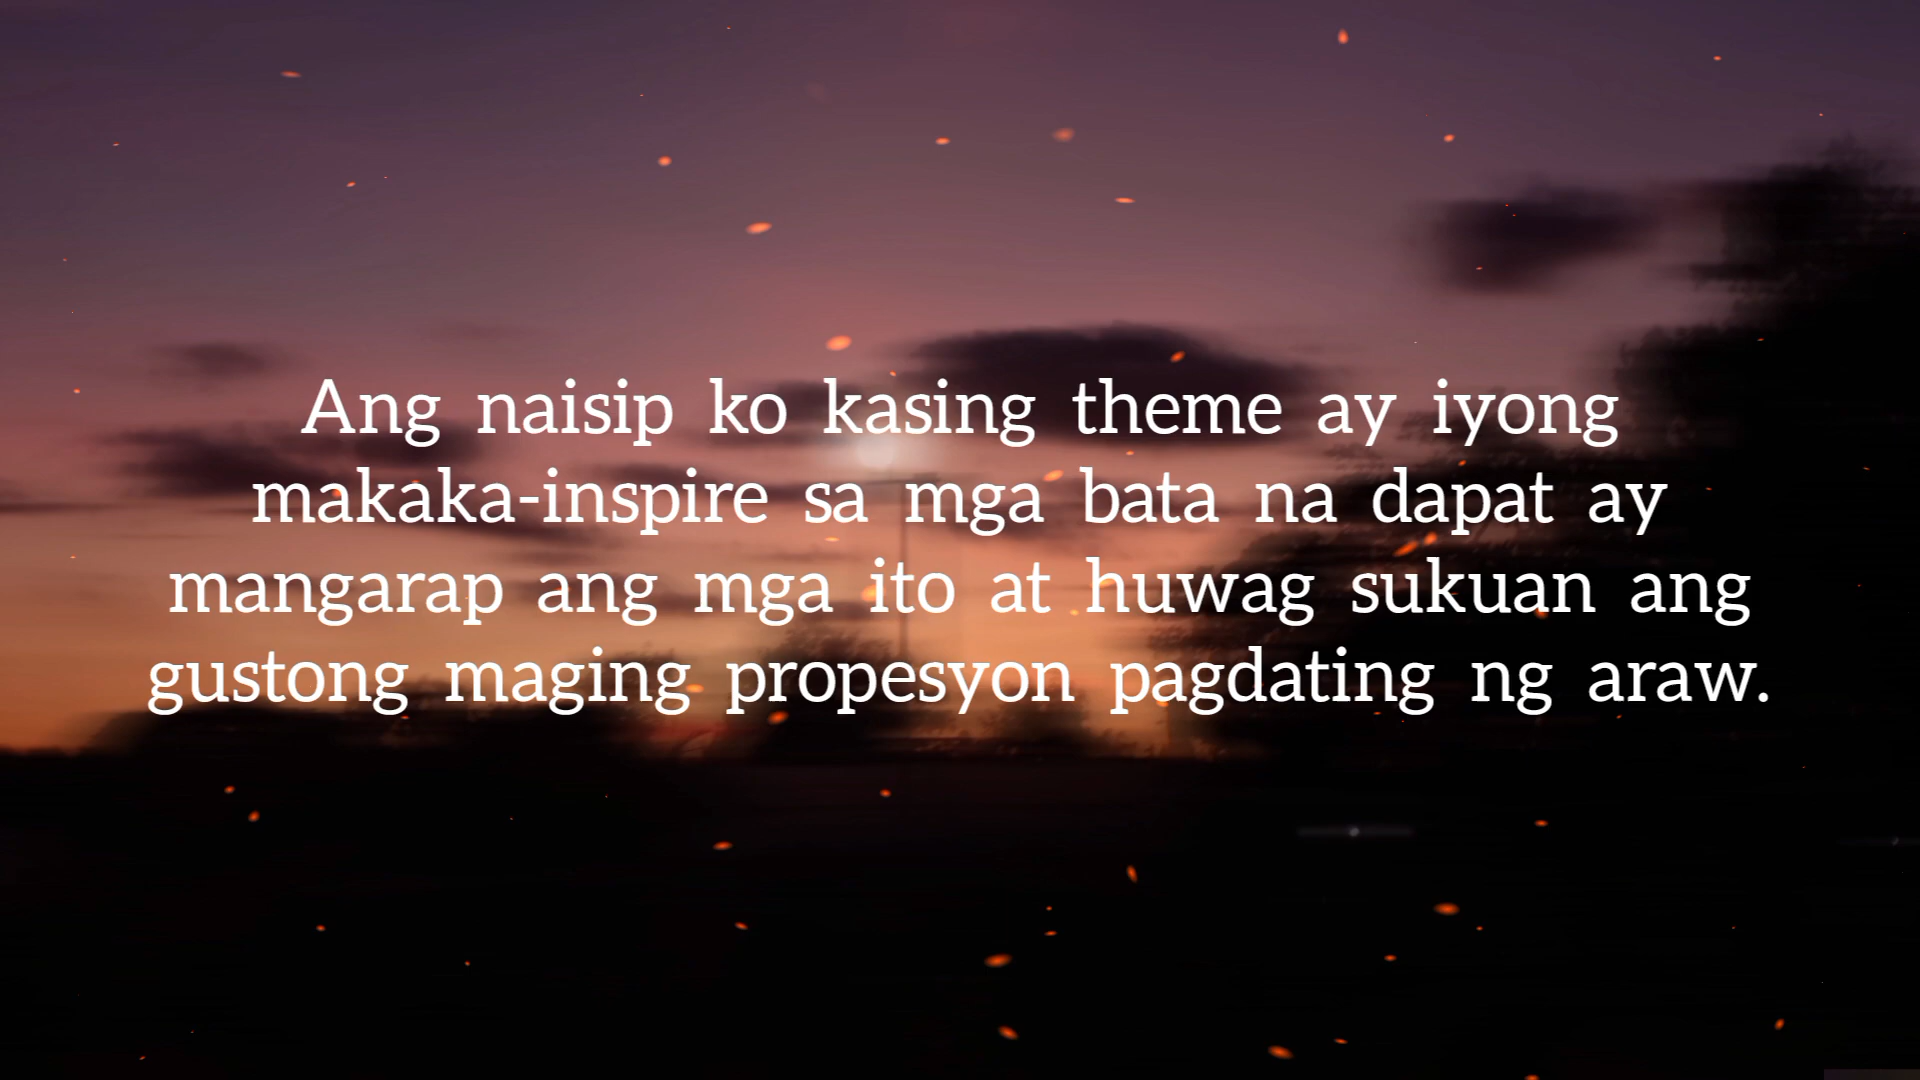 Ang naisip ko kasing theme ay iyong
makaka-inspire sa mga bata na dapat ay
mangarap ang mga ito at huwag sukuan ang
gustong maging propesyon pagdating ng araw.